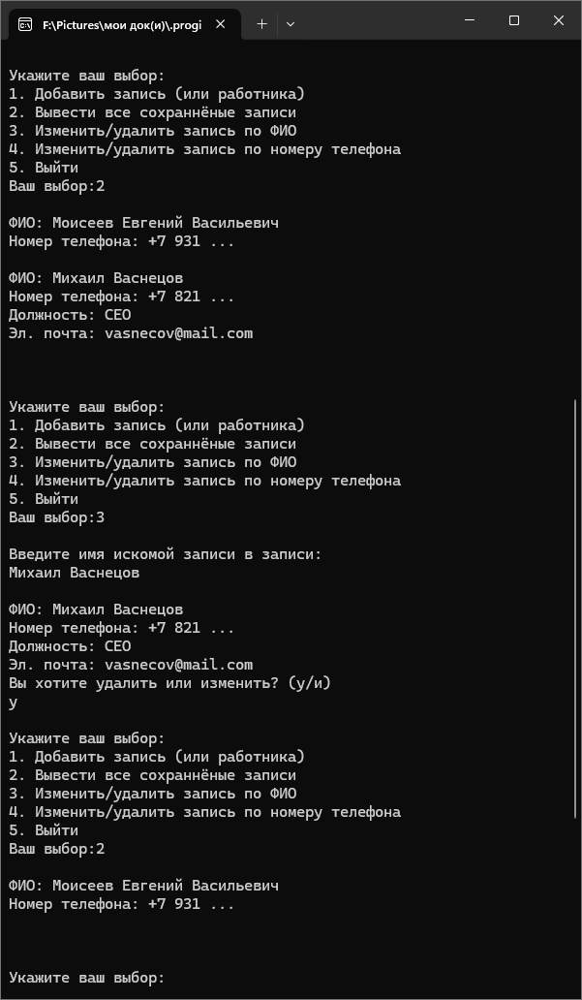 F:\Pictures\мои док(и)\.progi
Укажите ваш выбор:
1. Добавить запись (или работника)
2. Вывести все сохраннёные записи
3. Изменить/удалить запись по ФИО
4. Изменить/удалить запись по номеру телефона
5. Выйти
Ваш выбор:2
ФИО: Моисеев Евгений Васильевич
Номер телефона: +7 931 ...
ФИО: Михаил Васнецов
Номер телефона: +7 821 ...
Должность: CEO
Эл. почта: vasnecov@mail.com
Укажите ваш выбор:
1. Добавить запись (или работника)
2. Вывести все сохраннёные записи
3. Изменить/удалить запись по ФИО
4. Изменить/удалить запись по номеру телефона
5. Выйти
Ваш выбор:3
Введите имя искомой записи в записи:
Михаил Васнецов
ФИО: Михаил Васнецов
Номер телефона: +7 821 ...
Должность: CEO
Эл. почта: vasnecov@mail.com
Вы хотите удалить или изменить? (у/и)
у
Укажите ваш выбор:
1. Добавить запись (или работника)
2. Вывести все сохраннёные записи
3. Изменить/удалить запись по ФИО
4. Изменить/удалить запись по номеру телефона
5. Выйти
Ваш выбор:2
ФИО: Моисеев Евгений Васильевич
Номер телефона: +7 931 ...
Укажите ваш выбор: